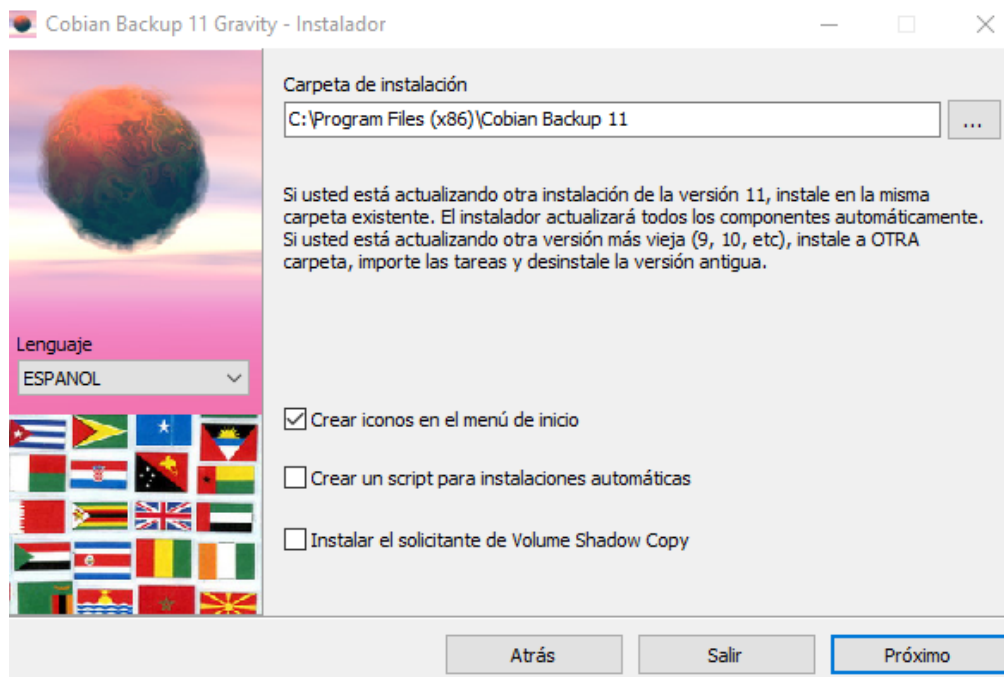 Cobian Backup 11 Gravity - Instalador
Carpeta de instalación
C:\Program Files (x86)\Cobian Backup 11
...
Si usted está actualizando otra instalación de la versión 11, instale en la misma
carpeta existente. El instalador actualizará todos los componentes automáticamente.
Si usted está actualizando otra versión más vieja (9, 10, etc), instale a OTRA
carpeta, importe las tareas y desinstale la versión antigua.
Lenguaje
ESPANOL
Crear iconos en el menú de inicio
Crear un script para instalaciones automáticas
Instalar el solicitante de Volume Shadow Copy
Atrás
Salir
Próximo